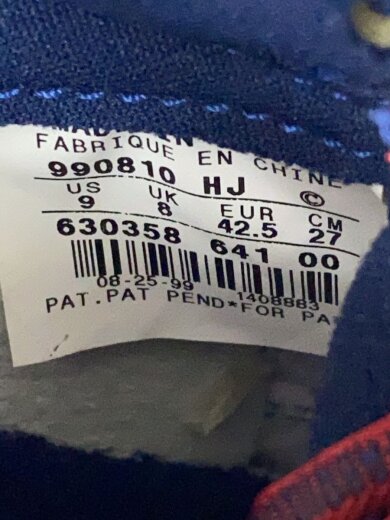 FABRIQUE EN CHINE
990810 HJ ©
US UK EUR CM
9 8 42.5 27
630358 641 00
08-25-99 1408883
PAT.PAT PEND*FOR PA